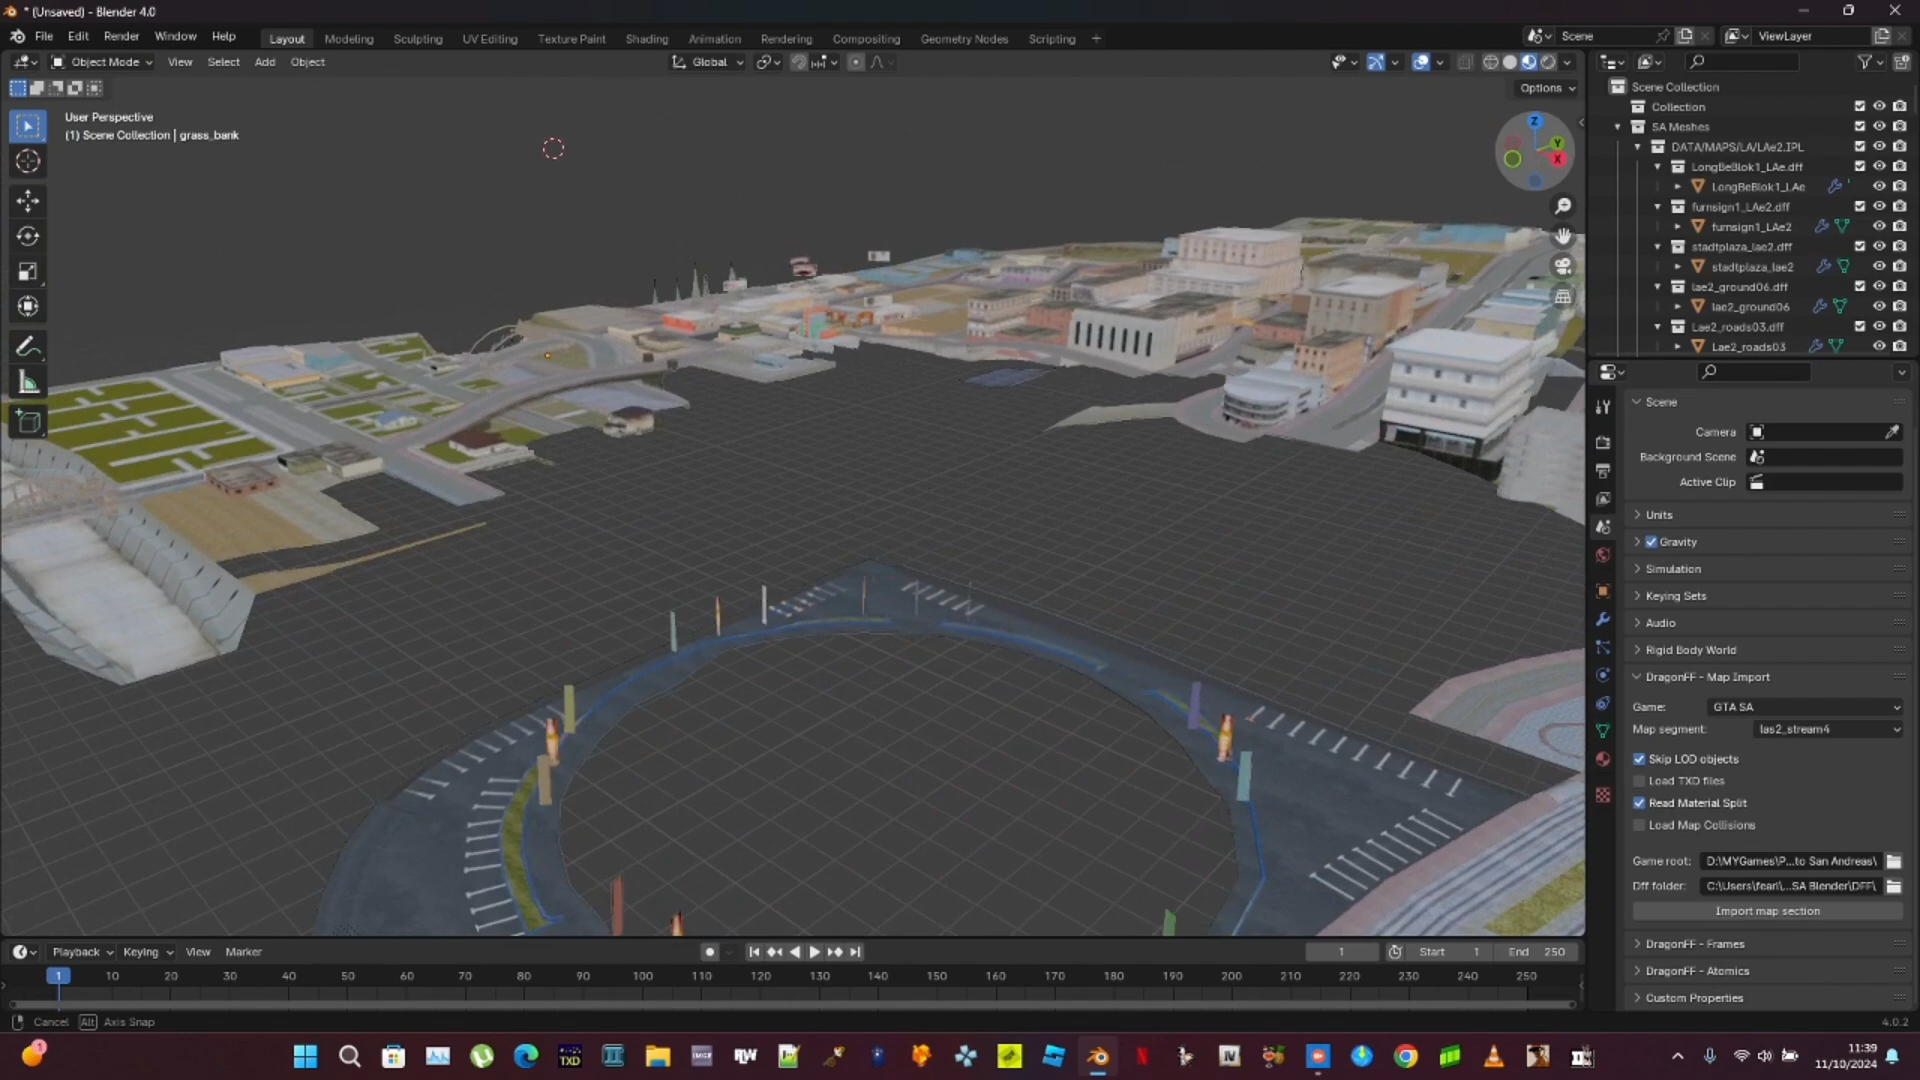 * (Unsaved) - Blender 4.0
File Edit Render Window Help
Layout Modeling Sculpting UV Editing Texture Paint Shading Animation Rendering Compositing Geometry Nodes Scripting +
Scene
ViewLayer
Object Mode View Select Add Object
Global
Options
User Perspective
(1) Scene Collection | grass_bank
Z
Y
X
Scene Collection
Collection
SA Meshes
DATA/MAPS/LA/LAe2.IPL
LongBeBlok1_LAe.dff
LongBeBlok1_LAe
furnsign1_LAe2.dff
furnsign1_LAe2
stadtplaza_lae2.dff
stadtplaza_lae2
lae2_ground06.dff
lae2_ground06
Lae2_roads03.dff
Lae2_roads03
Scene
Camera
Background Scene
Active Clip
Units
Gravity
Simulation
Keying Sets
Audio
Rigid Body World
DragonFF - Map Import
Game: GTA SA
Map segment: las2_stream4
Skip LOD objects
Load TXD files
Read Material Split
Load Map Collisions
Game root: D:\MYGames\P...to San Andreas\
Dff folder: C:\Users\fearl\...SA Blender\DFF\
Import map section
DragonFF - Frames
DragonFF - Atomics
Custom Properties
Playback Keying View Marker
1 Start 1 End 250
1 10 20 30 40 50 60 70 80 90 100 110 120 130 140 150 160 170 180 190 200 210 220 230 240 250
Cancel Alt Axis Snap
4.0.2
1
TXD
IMGF
RW
IV
11:39
11/10/2024